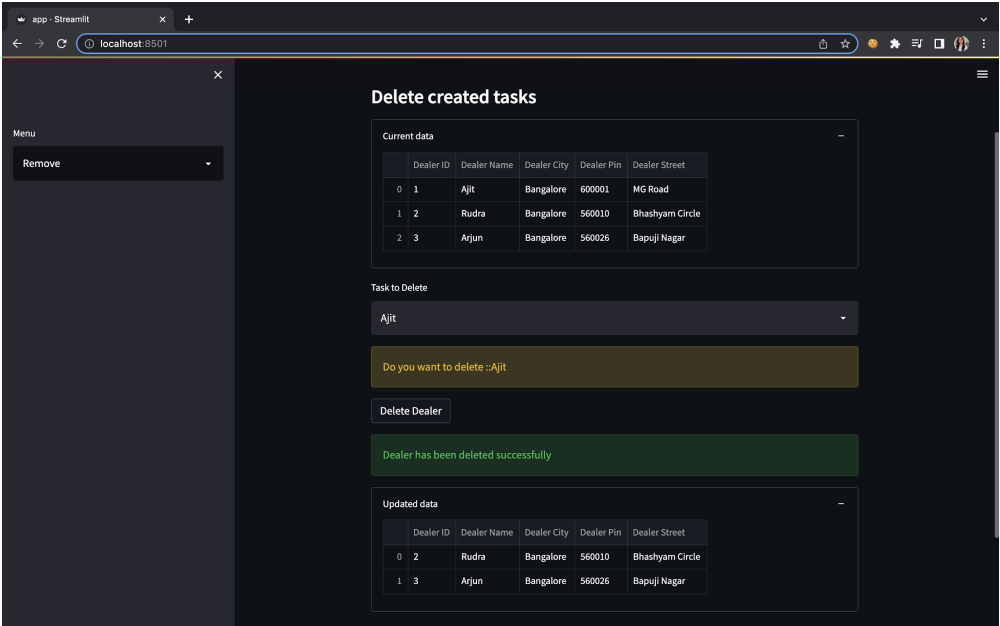 app · Streamlit
localhost:8501
Menu
Remove
Delete created tasks
Current data
Dealer ID Dealer Name Dealer City Dealer Pin Dealer Street
0 1 Ajit Bangalore 600001 MG Road
1 2 Rudra Bangalore 560010 Bhashyam Circle
2 3 Arjun Bangalore 560026 Bapuji Nagar
Task to Delete
Ajit
Do you want to delete ::Ajit
Delete Dealer
Dealer has been deleted successfully
Updated data
Dealer ID Dealer Name Dealer City Dealer Pin Dealer Street
0 2 Rudra Bangalore 560010 Bhashyam Circle
1 3 Arjun Bangalore 560026 Bapuji Nagar